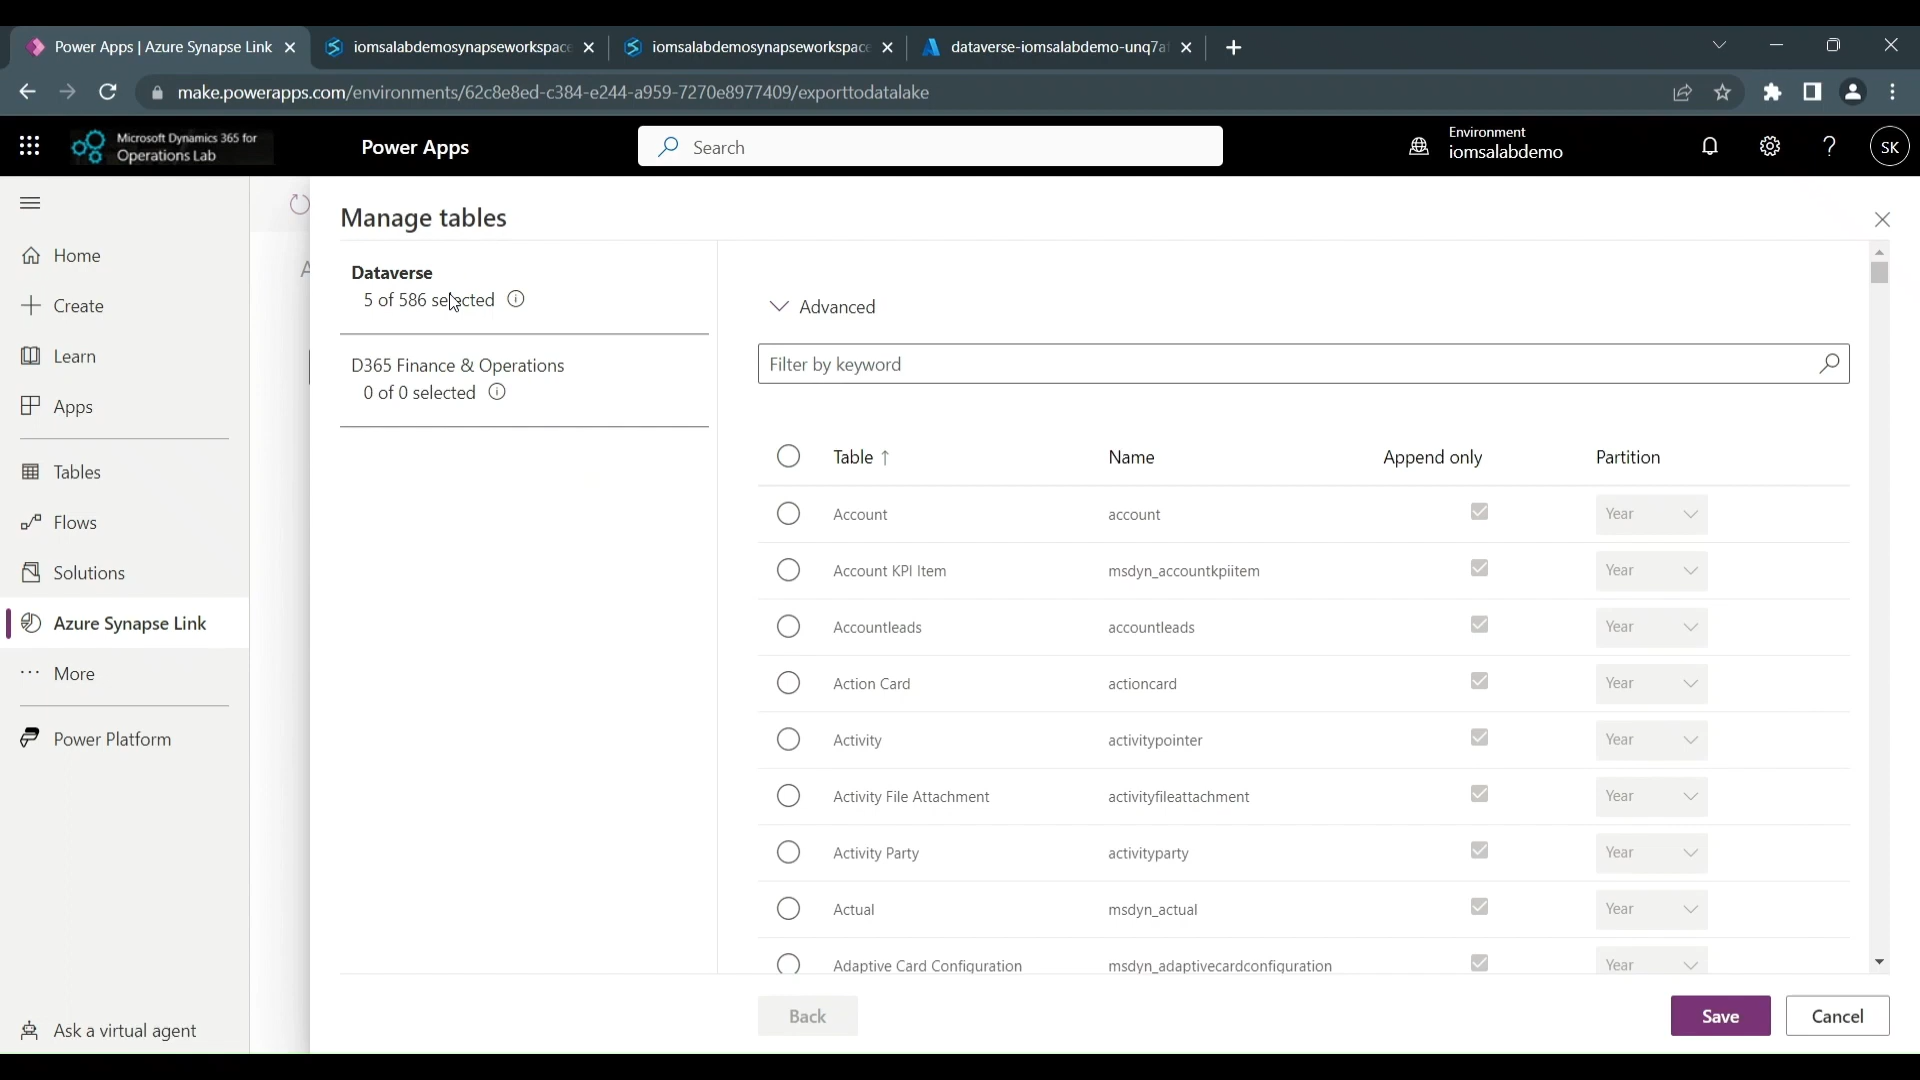 Power Apps | Azure Synapse Link
iomsalabdemosynapseworkspac
iomsalabdemosynapseworkspac
dataverse-iomsalabdemo-unq7a
make.powerapps.com/environments/62c8e8ed-c384-e244-a959-7270e8977409/exporttodatalake
Microsoft Dynamics 365 for
Operations Lab
Power Apps
Search
Environment
iomsalabdemo
SK
Home
Create
Learn
Apps
Tables
Flows
Solutions
Azure Synapse Link
More
Power Platform
Ask a virtual agent
Manage tables
Dataverse
5 of 586 selected
D365 Finance & Operations
0 of 0 selected
Advanced
Filter by keyword
Table ↑ Name Append only Partition
Account account Year
Account KPI Item msdyn_accountkpiitem Year
Accountleads accountleads Year
Action Card actioncard Year
Activity activitypointer Year
Activity File Attachment activityfileattachment Year
Activity Party activityparty Year
Actual msdyn_actual Year
Adaptive Card Configuration msdyn_adaptivecardconfiguration Year
Back
Save
Cancel